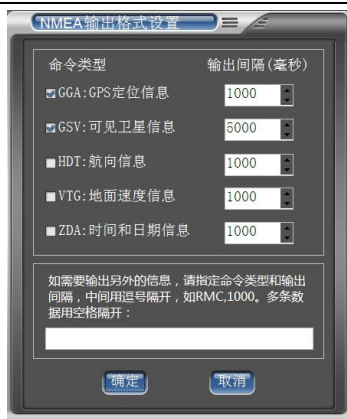 NMEA输出格式设置
命令类型 输出间隔(毫秒)
GGA:GPS定位信息 1000
GSV:可见卫星信息 5000
HDT:航向信息 1000
VTG:地面速度信息 1000
ZDA:时间和日期信息 1000
如需要输出另外的信息，请指定命令类型和输出
间隔，中间用逗号隔开，如RMC,1000。多条数
据用空格隔开：
确定 取消